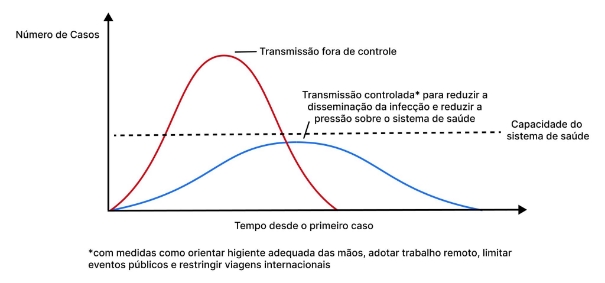 Número de Casos
Transmissão fora de controle
Transmissão controlada* para reduzir a
disseminação da infecção e reduzir a
pressão sobre o sistema de saúde
Capacidade do
sistema de saúde
Tempo desde o primeiro caso
*com medidas como orientar higiente adequada das mãos, adotar trabalho remoto, limitar
eventos públicos e restringir viagens internacionais